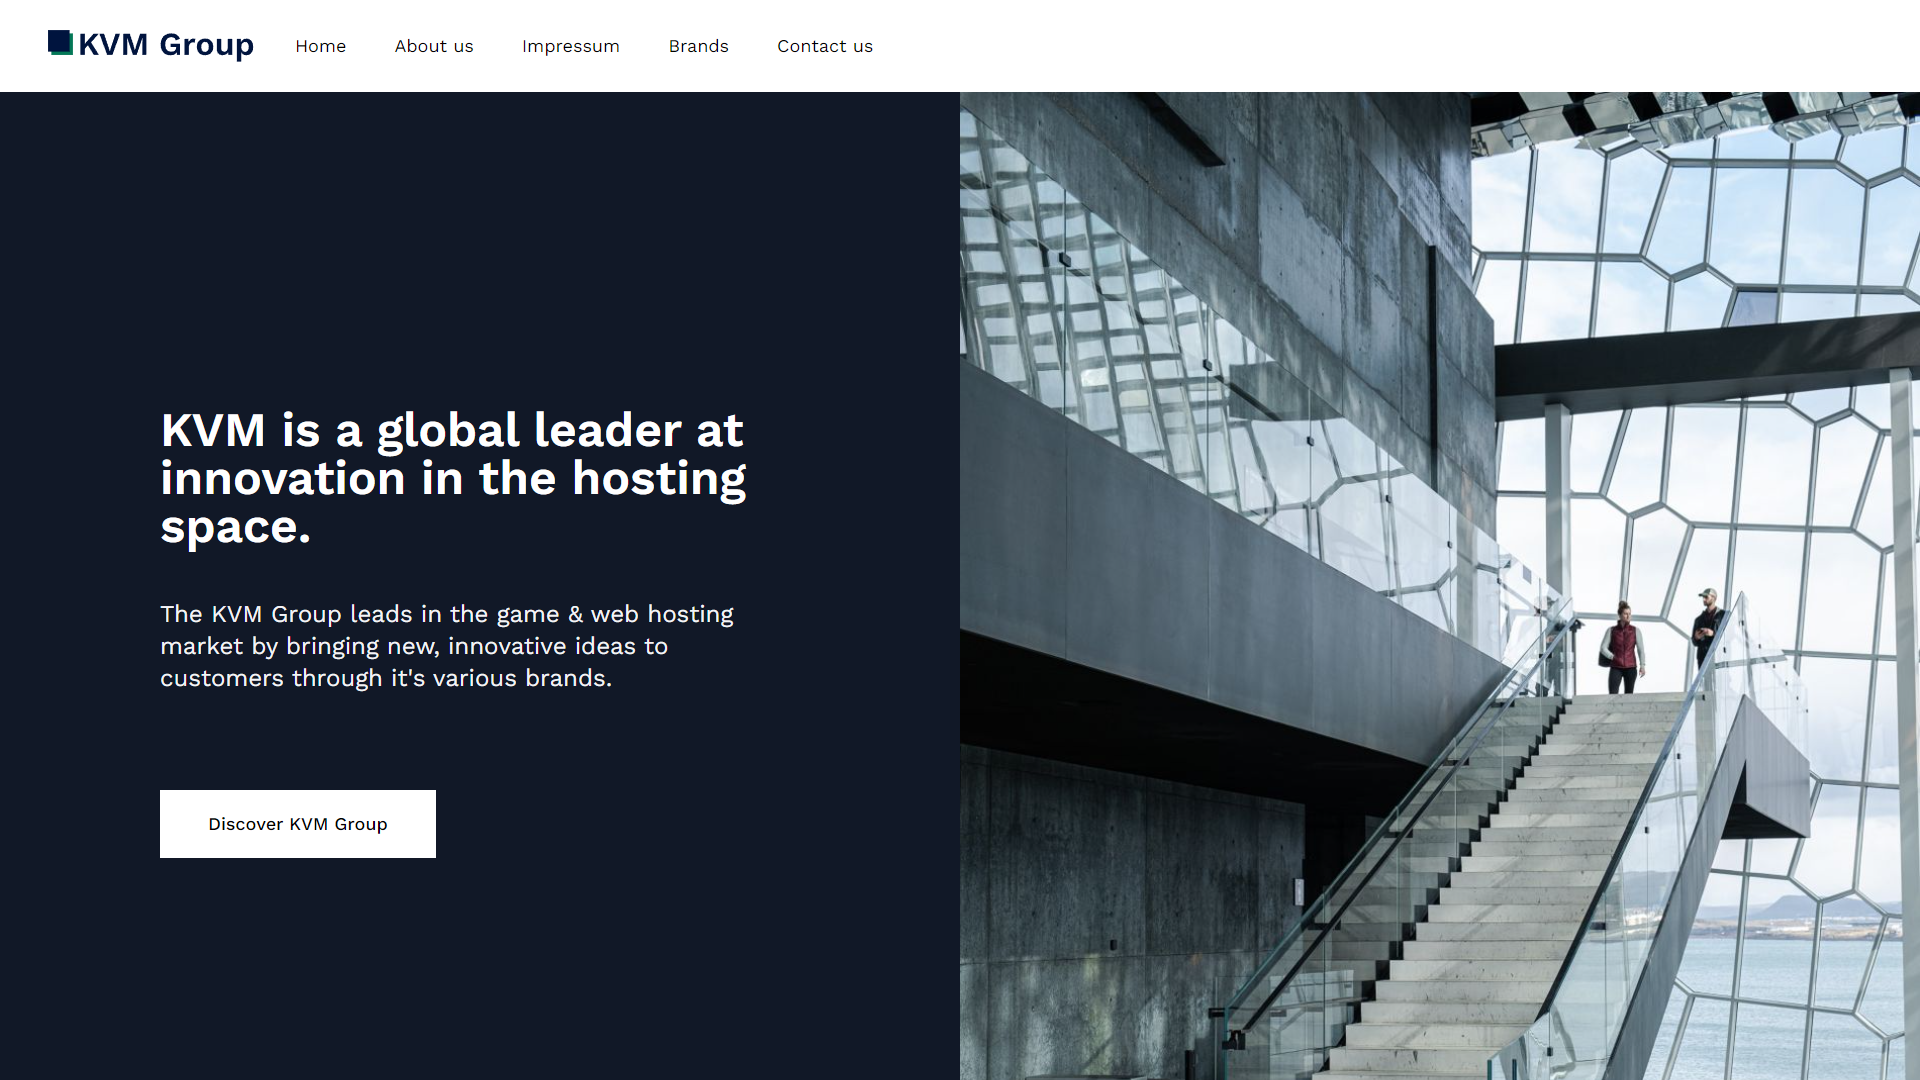 KVM Group
Home
About us
Impressum
Brands
Contact us
KVM is a global leader at
innovation in the hosting
space.
The KVM Group leads in the game & web hosting
market by bringing new, innovative ideas to
customers through it's various brands.
Discover KVM Group